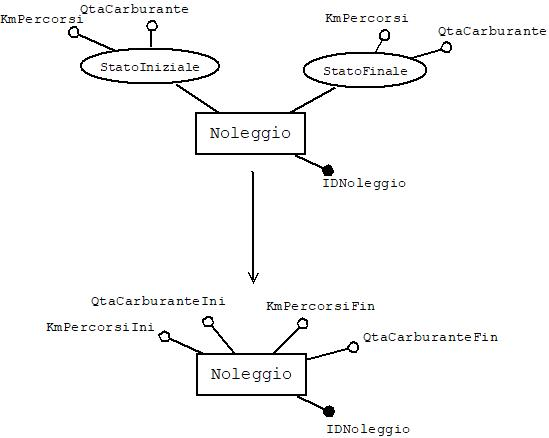 QtaCarburante
KmPercorsi
KmPercorsi
QtaCarburante
StatoIniziale
StatoFinale
Noleggio
IDNoleggio
QtaCarburanteIni
KmPercorsiFin
KmPercorsiIni
QtaCarburanteFin
Noleggio
IDNoleggio